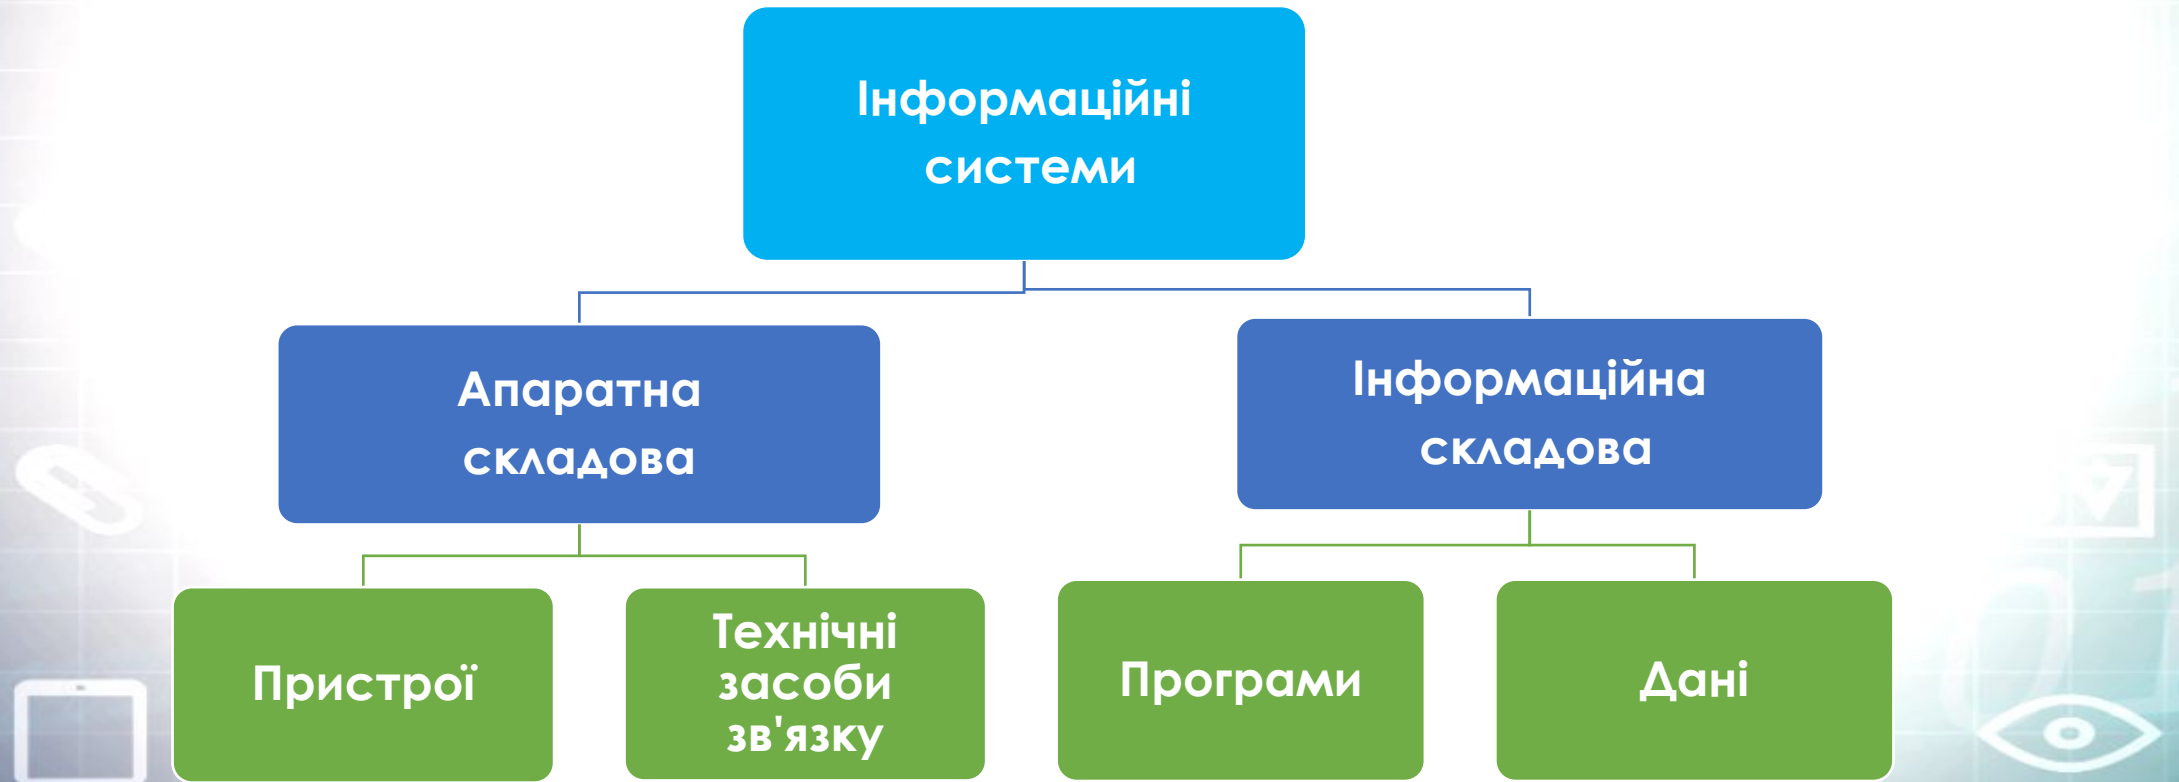 Інформаційні
системи
Апаратна
складова
Інформаційна
складова
Пристрої
Технічні
засоби
зв'язку
Програми
Дані